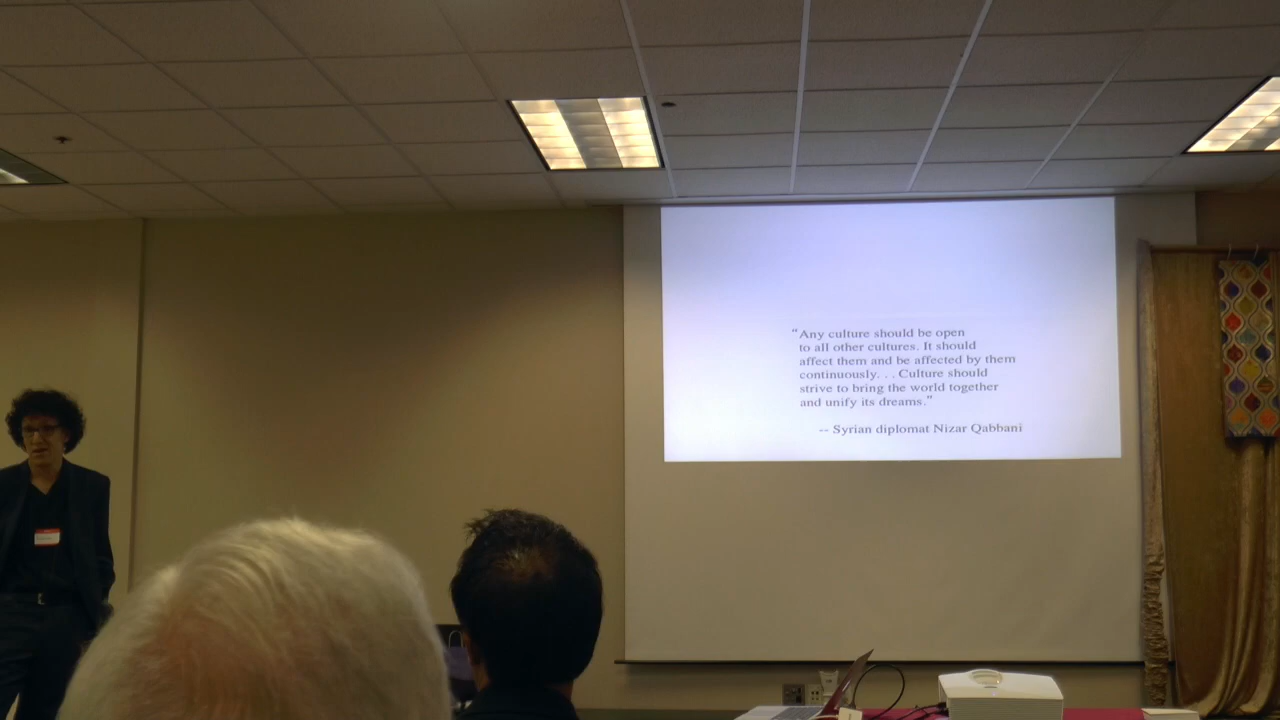 “Any culture should be open
to all other cultures. It should
affect them and be affected by them
continuously. . . Culture should
strive to bring the world together
and unify its dreams.”
-- Syrian diplomat Nizar Qabbani